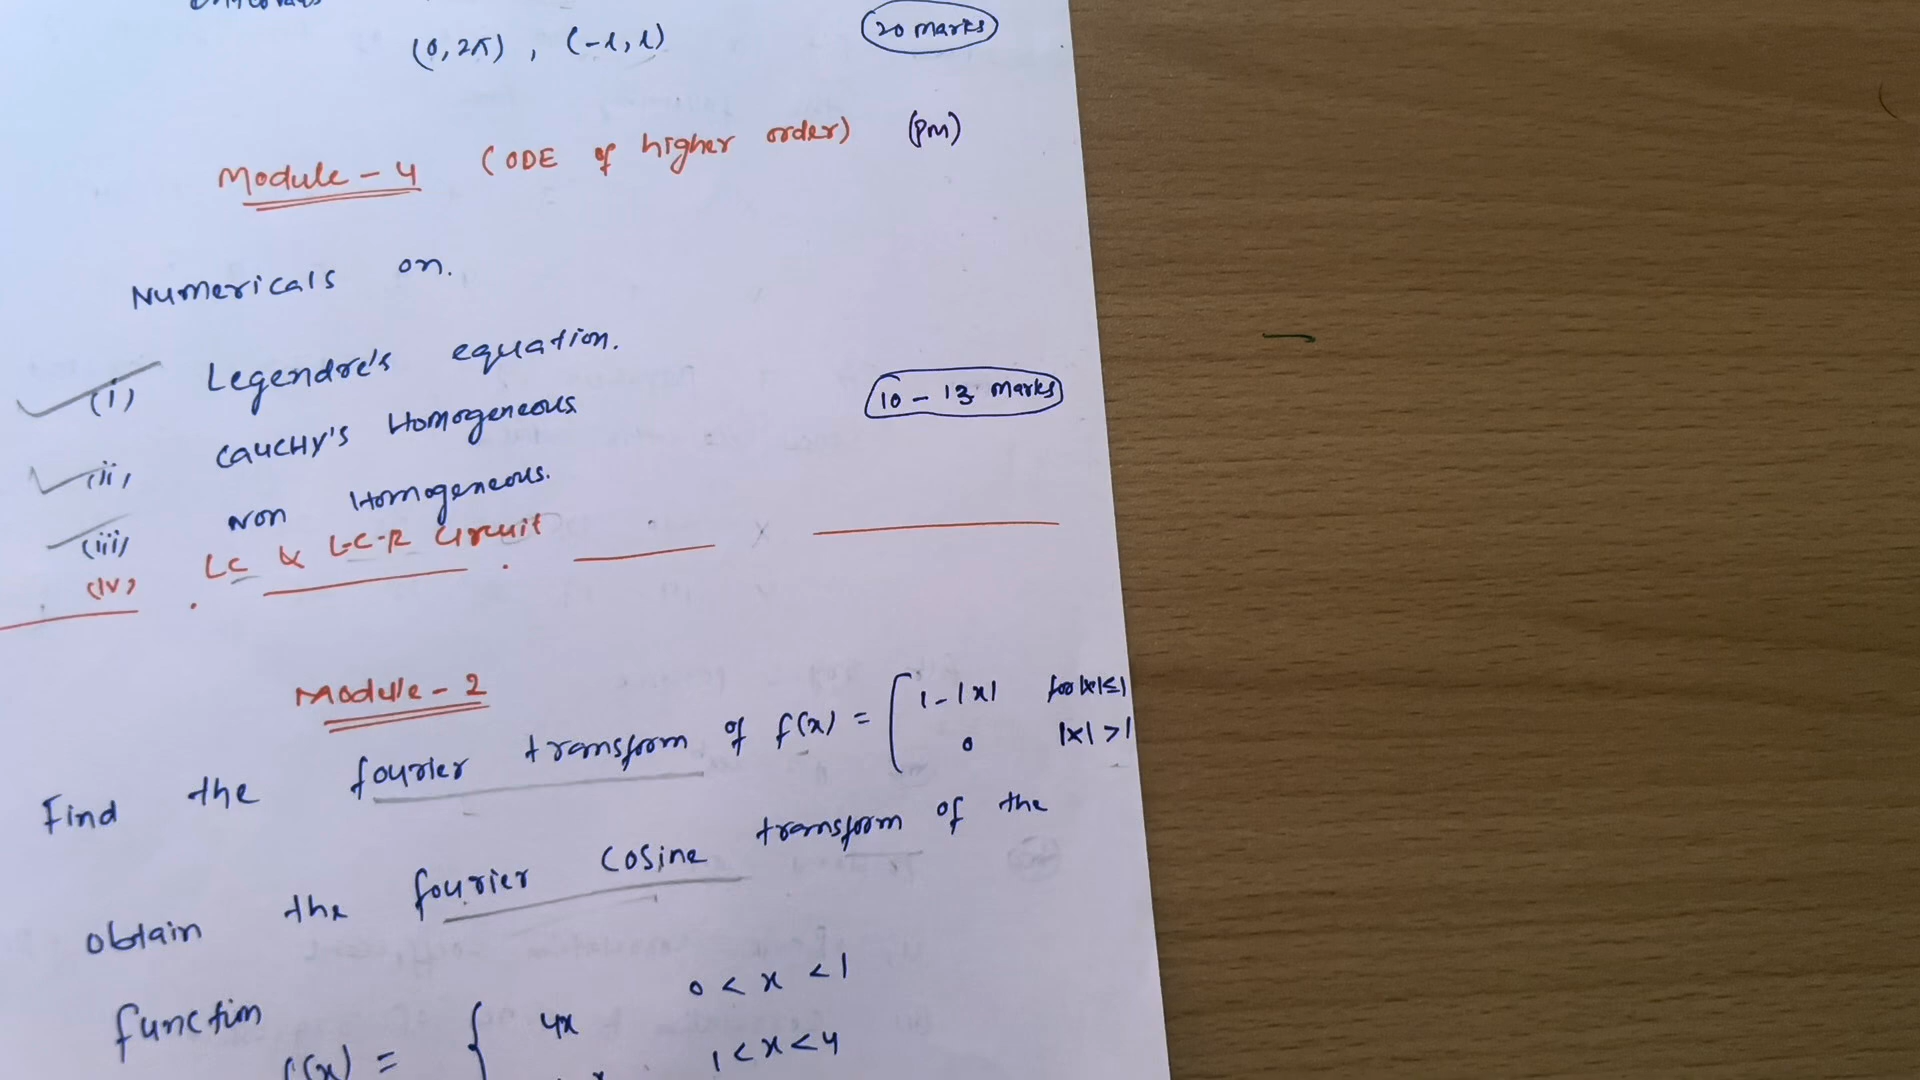 (0,2π) , (-l,l) 20 marks
Module - 4 (ODE of higher order) (PM)
Numericals on.
(i) Legendre's equation.
(ii) CAUCHY'S Homogeneous 10 - 13 marks
(iii) Non Homogeneous.
(iv) LC & L-C-R Circuit
Module - 2
Find the fourier transform of f(x) = { 1-|x| for |x|≤1
0 |x| >1
obtain the fourier cosine transform of the
function f(x) = { 4x 0 < x < 1
1 < x < 4